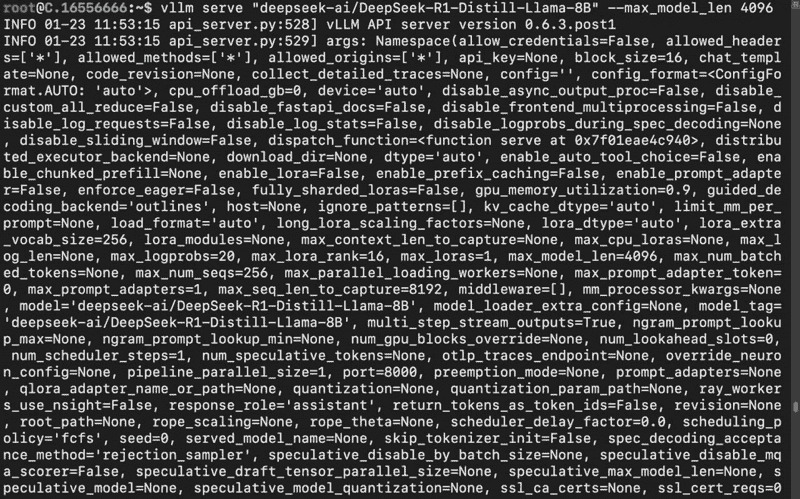 root@C.16556666:~$ vllm serve "deepseek-ai/DeepSeek-R1-Distill-Llama-8B" --max_model_len 4096
INFO 01-23 11:53:15 api_server.py:528] vLLM API server version 0.6.3.post1
INFO 01-23 11:53:15 api_server.py:529] args: Namespace(allow_credentials=False, allowed_header
s=['*'], allowed_methods=['*'], allowed_origins=['*'], api_key=None, block_size=16, chat_templ
ate=None, code_revision=None, collect_detailed_traces=None, config='', config_format=<ConfigFo
rmat.AUTO: 'auto'>, cpu_offload_gb=0, device='auto', disable_async_output_proc=False, disable_
custom_all_reduce=False, disable_fastapi_docs=False, disable_frontend_multiprocessing=False, d
isable_log_requests=False, disable_log_stats=False, disable_logprobs_during_spec_decoding=None
, disable_sliding_window=False, dispatch_function=<function serve at 0x7f01eae4c940>, distribu
ted_executor_backend=None, download_dir=None, dtype='auto', enable_auto_tool_choice=False, ena
ble_chunked_prefill=None, enable_lora=False, enable_prefix_caching=False, enable_prompt_adapte
r=False, enforce_eager=False, fully_sharded_loras=False, gpu_memory_utilization=0.9, guided_de
coding_backend='outlines', host=None, ignore_patterns=[], kv_cache_dtype='auto', limit_mm_per_
prompt=None, load_format='auto', long_lora_scaling_factors=None, lora_dtype='auto', lora_extra
_vocab_size=256, lora_modules=None, max_context_len_to_capture=None, max_cpu_loras=None, max_l
og_len=None, max_logprobs=20, max_lora_rank=16, max_loras=1, max_model_len=4096, max_num_batch
ed_tokens=None, max_num_seqs=256, max_parallel_loading_workers=None, max_prompt_adapter_token=
0, max_prompt_adapters=1, max_seq_len_to_capture=8192, middleware=[], mm_processor_kwargs=None
, model='deepseek-ai/DeepSeek-R1-Distill-Llama-8B', model_loader_extra_config=None, model_tag=
'deepseek-ai/DeepSeek-R1-Distill-Llama-8B', multi_step_stream_outputs=True, ngram_prompt_looku
p_max=None, ngram_prompt_lookup_min=None, num_gpu_blocks_override=None, num_lookahead_slots=0,
 num_scheduler_steps=1, num_speculative_tokens=None, otlp_traces_endpoint=None, override_neuro
n_config=None, pipeline_parallel_size=1, port=8000, preemption_mode=None, prompt_adapters=None
, qlora_adapter_name_or_path=None, quantization=None, quantization_param_path=None, ray_worker
s_use_nsight=False, response_role='assistant', return_tokens_as_token_ids=False, revision=None
, root_path=None, rope_scaling=None, rope_theta=None, scheduler_delay_factor=0.0, scheduling_p
olicy='fcfs', seed=0, served_model_name=None, skip_tokenizer_init=False, spec_decoding_accepta
nce_method='rejection_sampler', speculative_disable_by_batch_size=None, speculative_disable_mq
a_scorer=False, speculative_draft_tensor_parallel_size=None, speculative_max_model_len=None, s
peculative_model=None, speculative_model_quantization=None, ssl_ca_certs=None, ssl_cert_reqs=0